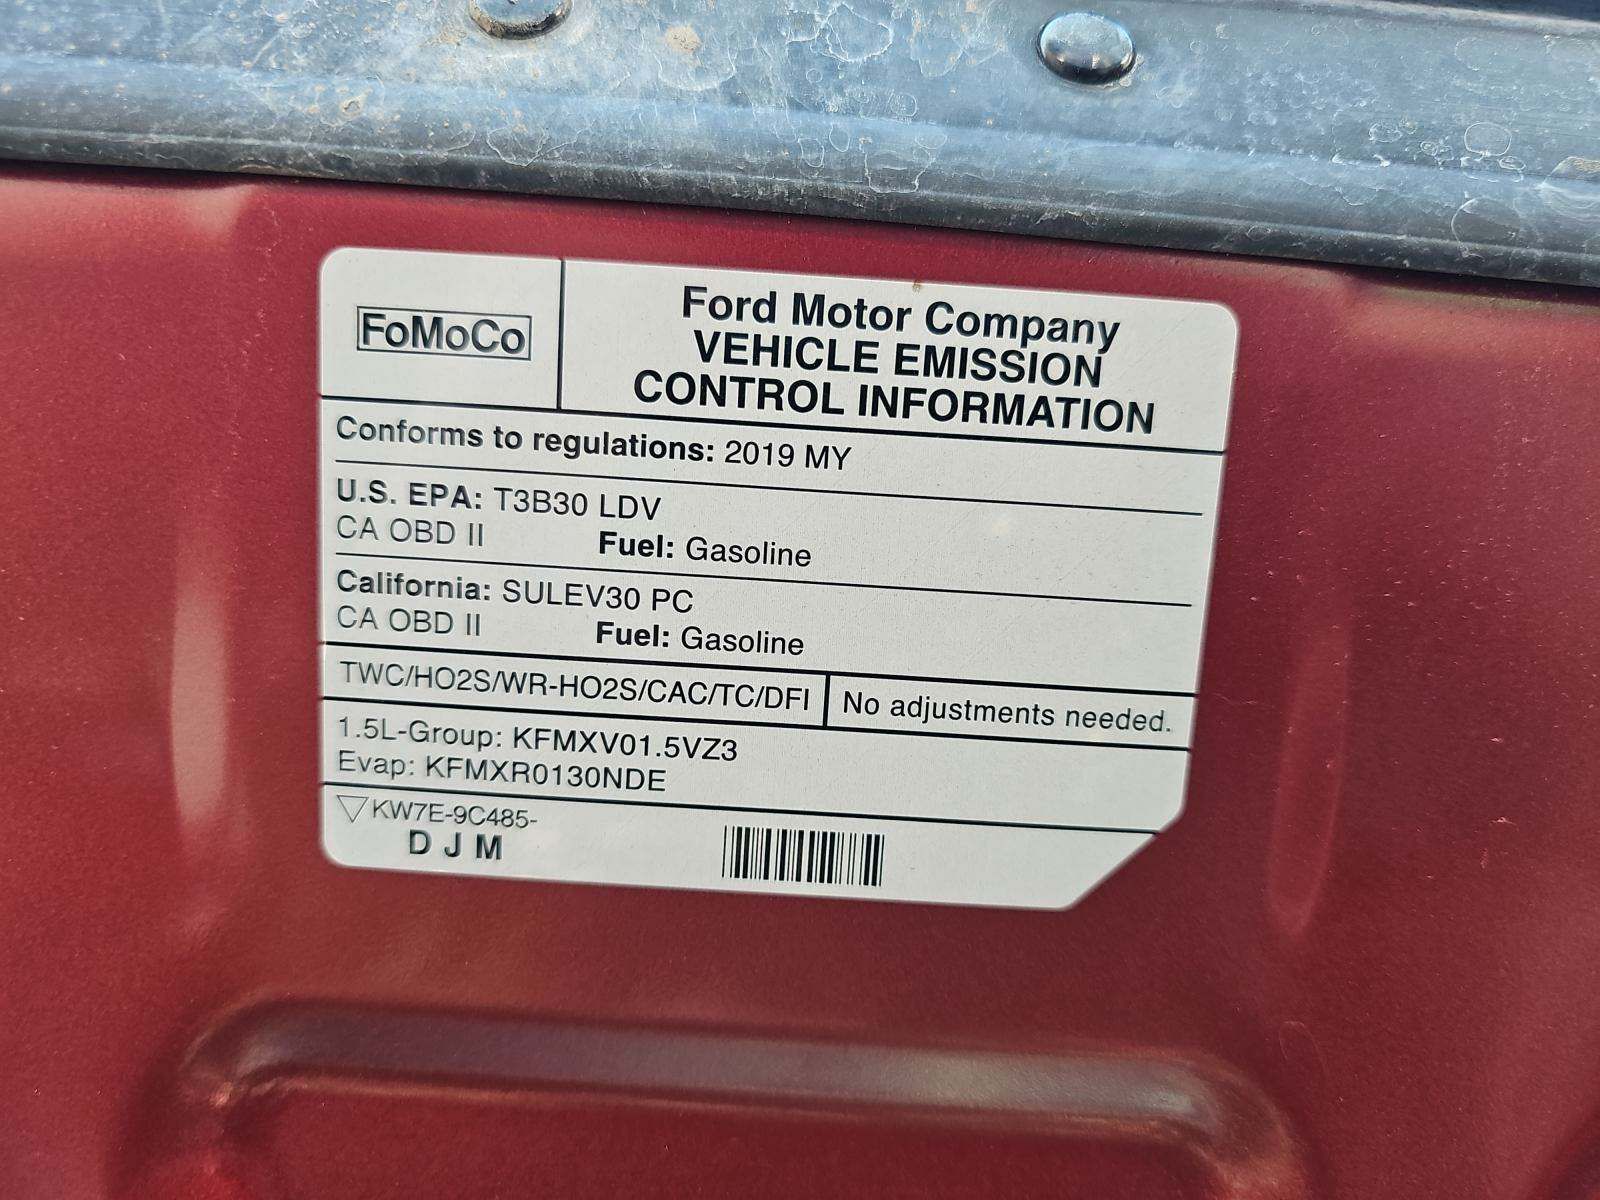 FoMoCo
Ford Motor Company
VEHICLE EMISSION
CONTROL INFORMATION
Conforms to regulations: 2019 MY
U.S. EPA: T3B30 LDV
CA OBD II Fuel: Gasoline
California: SULEV30 PC
CA OBD II Fuel: Gasoline
TWC/HO2S/WR-HO2S/CAC/TC/DFI No adjustments needed.
1.5L-Group: KFMXV01.5VZ3
Evap: KFMXR0130NDE
▽KW7E-9C485-
D J M